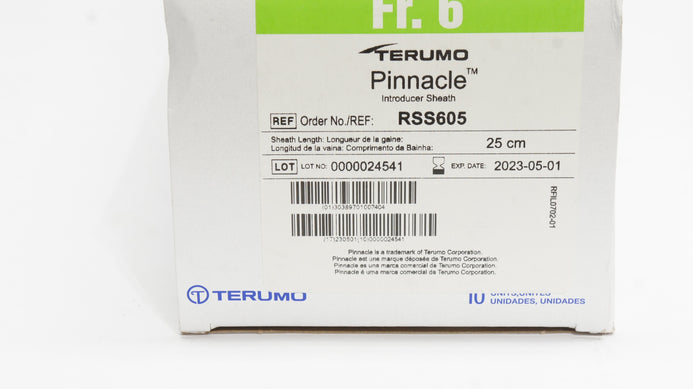 Fr. 6
TERUMO
Pinnacle™
Introducer Sheath
REF Order No./REF: RSS605
Sheath Length: Longueur de la gaine:
Longitud de la vaina: Comprimento da Bainha: 25 cm
LOT LOT NO: 0000024541 EXP. DATE: 2023-05-01
(01)30389701007404
(17)230501(10)0000024541
RFIL0702-01
Pinnacle is a trademark of Terumo Corporation.
Pinnacle est une marque déposée de Terumo Corporation.
Pinnacle es una marca comercial de Terumo Corporation.
Pinnacle é uma marca comercial da Terumo Corporation.
TERUMO
UNIDADES, UNIDADES